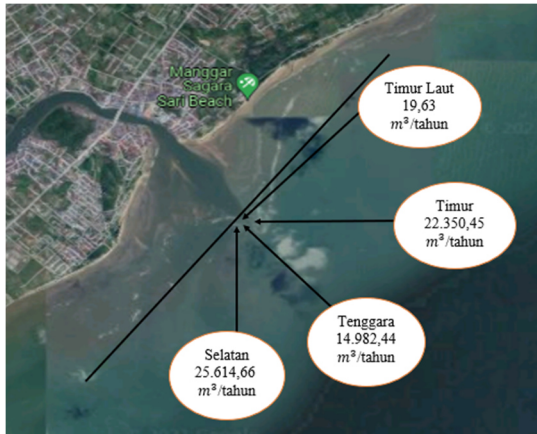 Manggar
Sagara
Sari Beach
Timur Laut
19,63
m³/tahun
Timur
22.350,45
m³/tahun
Tenggara
14.982,44
m³/tahun
Selatan
25.614,66
m³/tahun